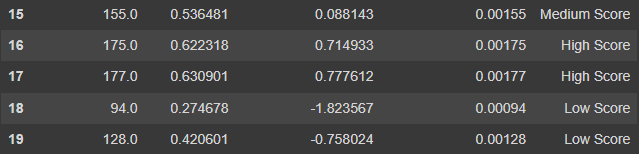 15 155.0 0.536481 0.088143 0.00155 Medium Score
16 175.0 0.622318 0.714933 0.00175 High Score
17 177.0 0.630901 0.777612 0.00177 High Score
18 94.0 0.274678 -1.823567 0.00094 Low Score
19 128.0 0.420601 -0.758024 0.00128 Low Score